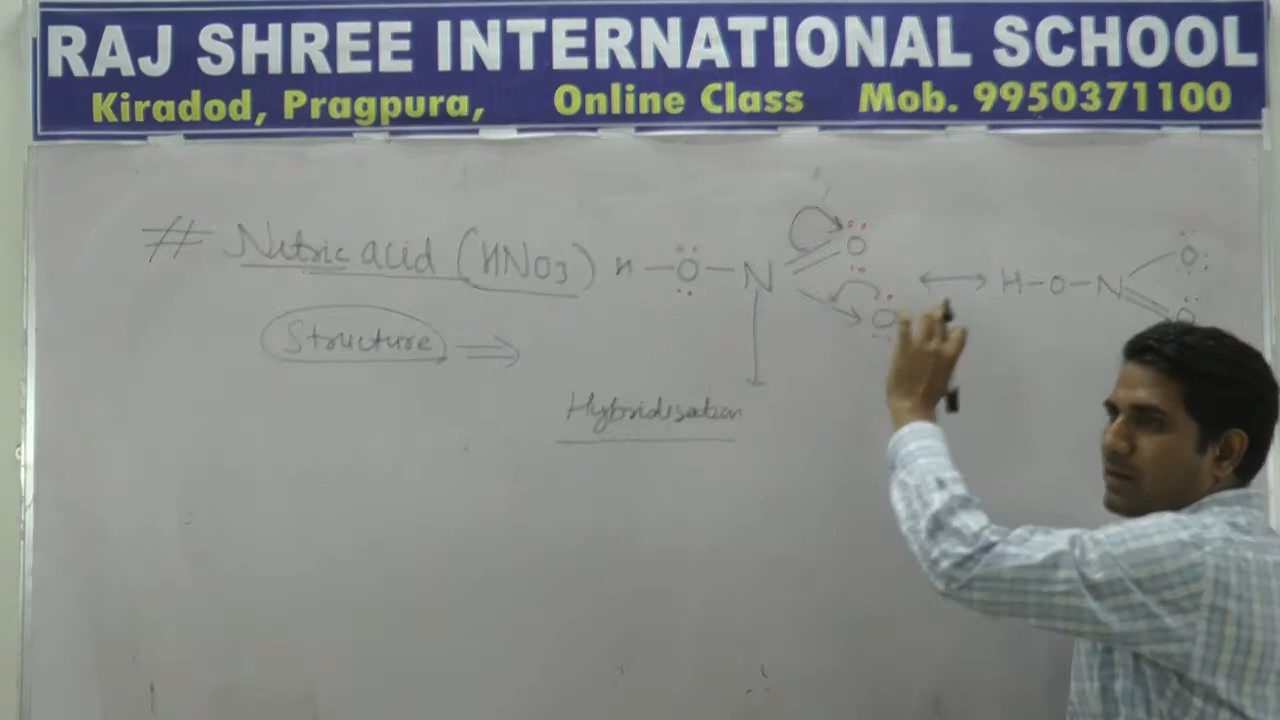 RAJ SHREE INTERNATIONAL SCHOOL
Kiradod, Pragpura, Online Class Mob. 9950371100
# Nitric acid (HNO3) H-O-N=O →O ↔ H-O-N-O =O
Structure ⇒
Hybridisation